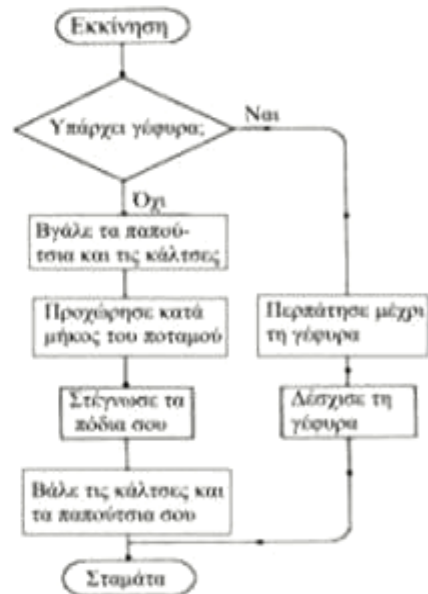 Εκκίνηση
Υπάρχει γέφυρα;
Ναι
Όχι
Βγάλε τα παπού-
τσια και τις κάλτσες
Προχώρησε κατά
μήκος του ποταμού
Στέγνωσε τα
πόδια σου
Βάλε τις κάλτσες και
τα παπούτσια σου
Περπάτησε μέχρι
τη γέφυρα
Δέσχισε τη
γέφυρα
Σταμάτα